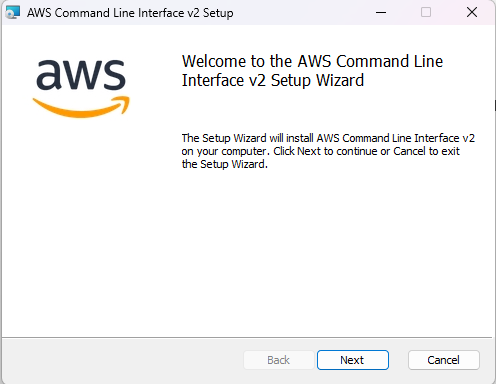 AWS Command Line Interface v2 Setup
aws
Welcome to the AWS Command Line
Interface v2 Setup Wizard
The Setup Wizard will install AWS Command Line Interface v2
on your computer. Click Next to continue or Cancel to exit
the Setup Wizard.
Back Next Cancel